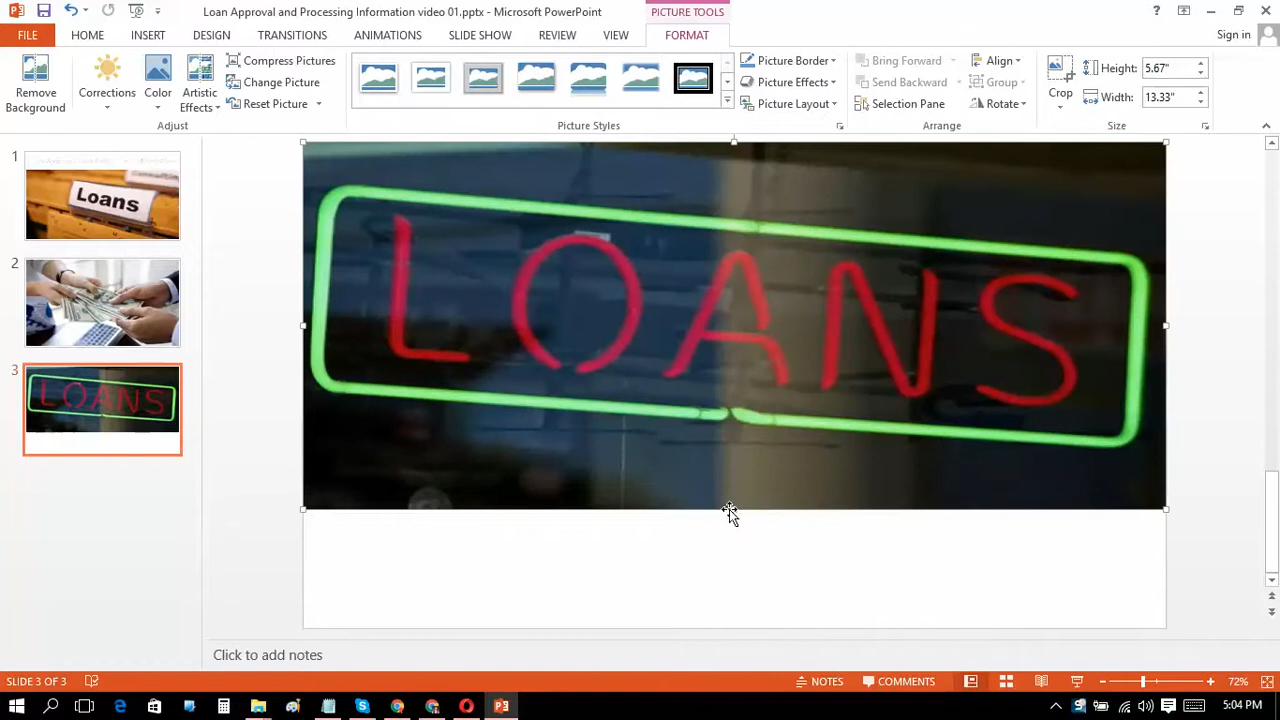 Loan Approval and Processing Information video 01.pptx - Microsoft PowerPoint
PICTURE TOOLS
?
FILE HOME INSERT DESIGN TRANSITIONS ANIMATIONS SLIDE SHOW REVIEW VIEW FORMAT Sign in
Remove Background
Corrections
Color
Artistic Effects
Compress Pictures
Change Picture
Reset Picture
Adjust
Picture Styles
Picture Border
Picture Effects
Picture Layout
Bring Forward
Send Backward
Selection Pane
Align
Group
Rotate
Arrange
Crop
Height: 5.67"
Width: 13.33"
Size
1
Loans
2
3
LOANS
LOANS
Click to add notes
SLIDE 3 OF 3 NOTES COMMENTS 72%
5:04 PM